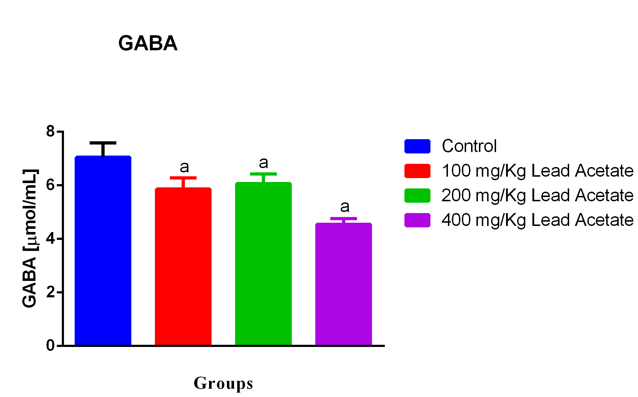 GABA
GABA [µmol/mL]
8
6
4
2
0
a
a
a
Groups
Control
100 mg/Kg Lead Acetate
200 mg/Kg Lead Acetate
400 mg/Kg Lead Acetate